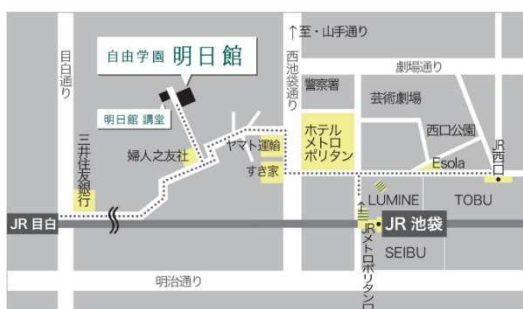 ↑至・山手通り
目白通り
自由学園 明日館
西池袋通り
劇場通り
警察署
芸術劇場
明日館 講堂
三井住友銀行
婦人之友社
ヤマト運輸
すき家
ホテル
メトロ
ポリタン
西口公園
JR西口
Esola
LUMINE
TOBU
JR 目白
JR 池袋
↑JRメトロポリタン口
SEIBU
明治通り